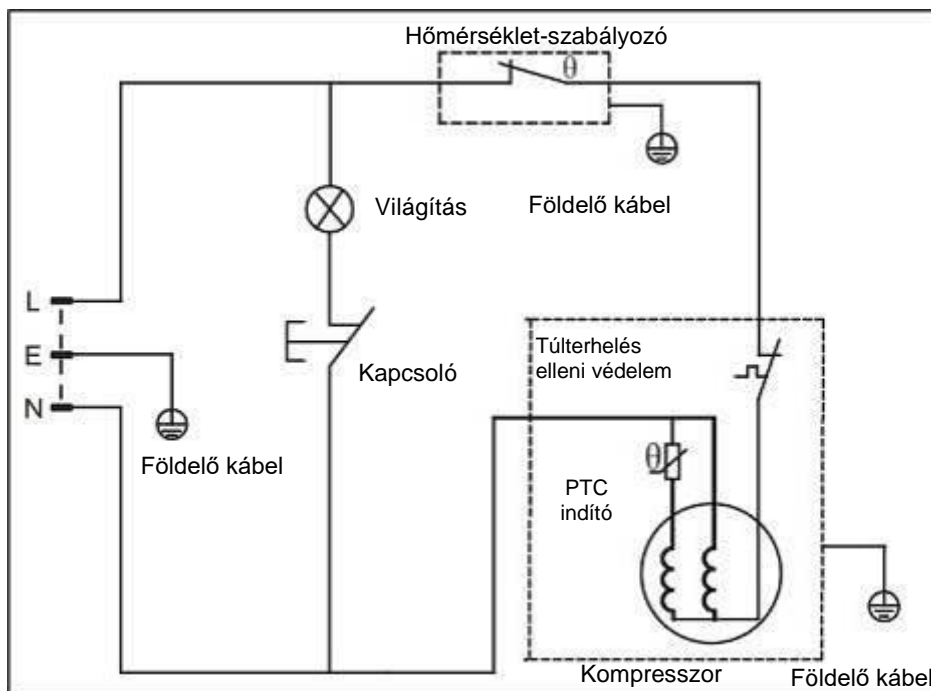 Hőmérséklet-szabályozó
θ
Világítás
Földelő kábel
L
E
N
Kapcsoló
Földelő kábel
Túlterhelés
elleni védelem
θ
PTC
indító
Kompresszor
Földelő kábel